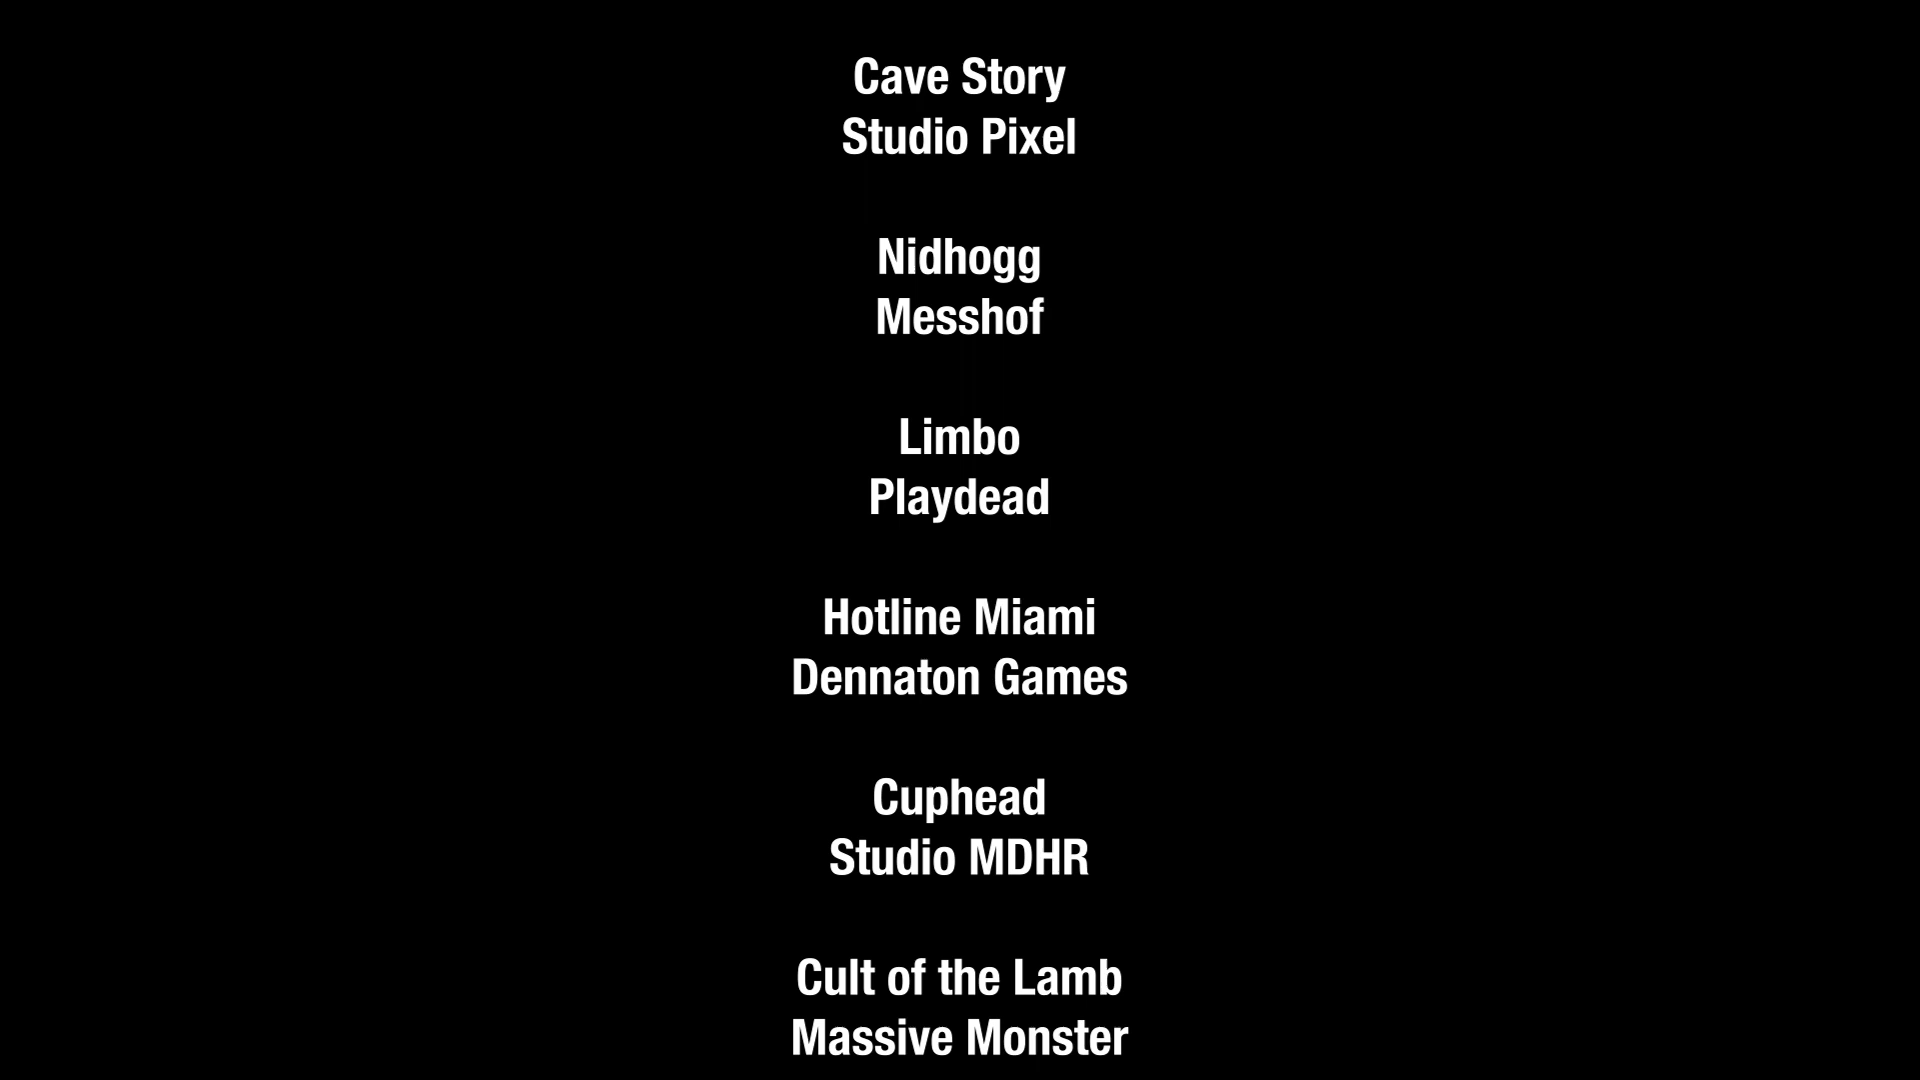 Cave Story
Studio Pixel
Nidhogg
Messhof
Limbo
Playdead
Hotline Miami
Dennaton Games
Cuphead
Studio MDHR
Cult of the Lamb
Massive Monster